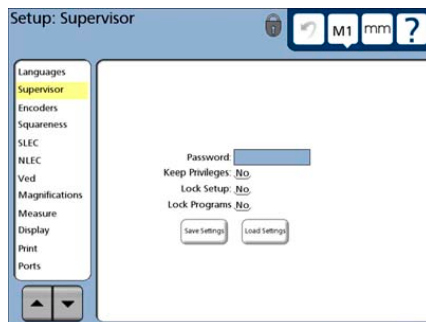 Setup: Supervisor
M1 mm ?
Languages
Supervisor
Encoders
Squareness
SLEC
NLEC
Ved
Magnifications
Measure
Display
Print
Ports
Password:
Keep Privileges: No
Lock Setup: No
Lock Programs No
Save Settings Load Settings